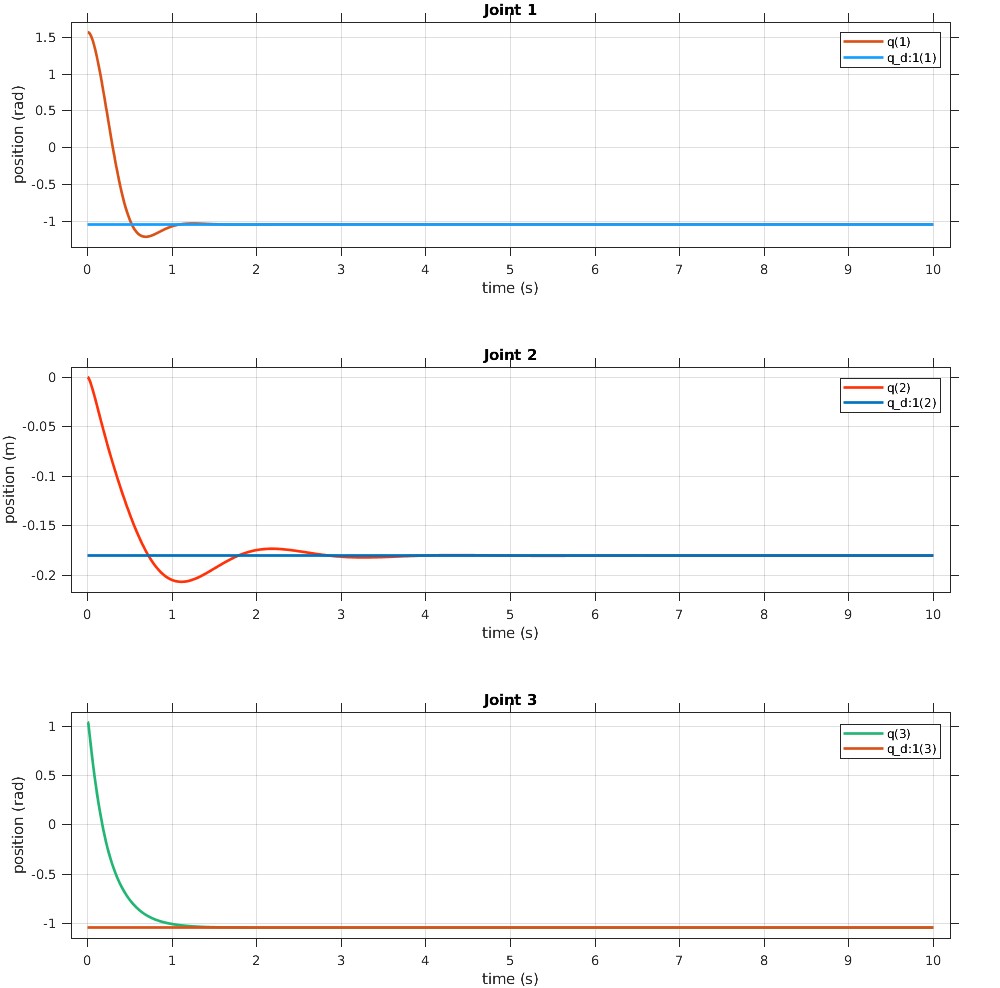 Joint 1
1.5
1
0.5
0
-0.5
-1
position (rad)
q(1)
q_d:1(1)
0 1 2 3 4 5 6 7 8 9 10
time (s)
Joint 2
0
-0.05
-0.1
-0.15
-0.2
position (m)
q(2)
q_d:1(2)
0 1 2 3 4 5 6 7 8 9 10
time (s)
Joint 3
1
0.5
0
-0.5
-1
position (rad)
q(3)
q_d:1(3)
0 1 2 3 4 5 6 7 8 9 10
time (s)